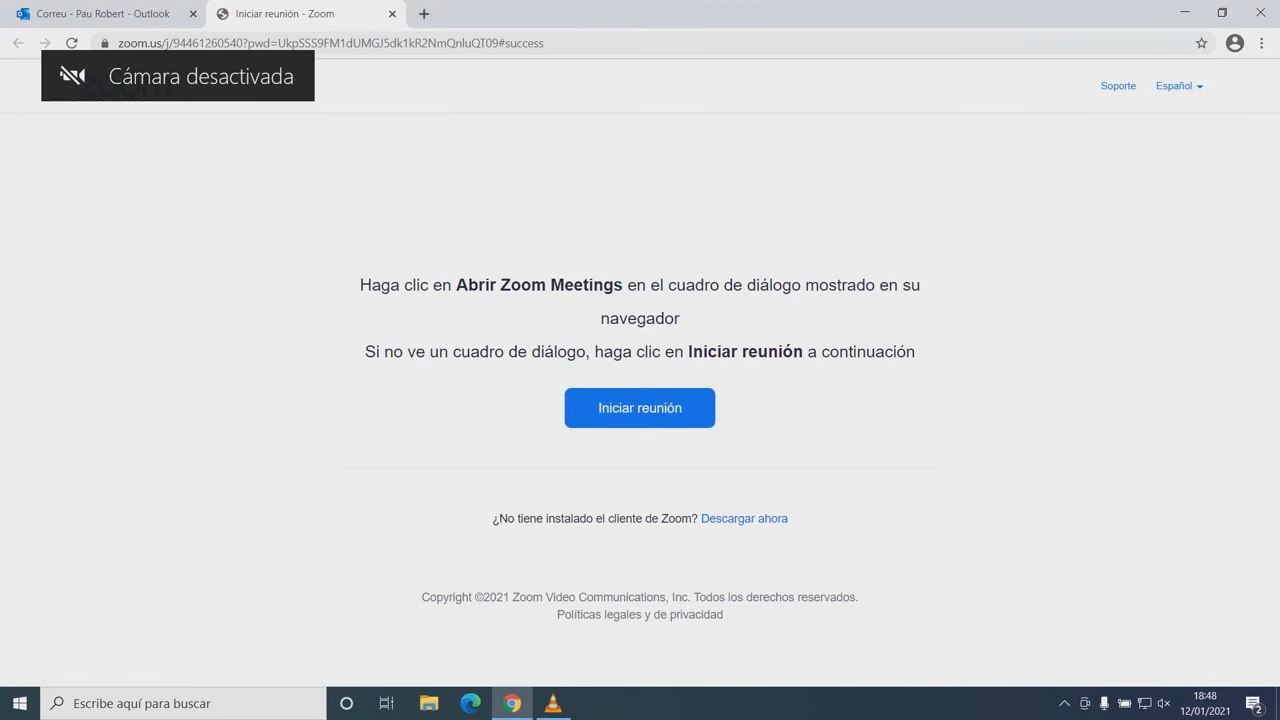 Correu - Pau Robert - Outlook
Iniciar reunión - Zoom
zoom.us/j/94461260540?pwd=UkpSSS9FM1dUMGJ5dk1kR2NmQnluQT09#success
Cámara desactivada
Soporte
Español
Haga clic en Abrir Zoom Meetings en el cuadro de diálogo mostrado en su
navegador
Si no ve un cuadro de diálogo, haga clic en Iniciar reunión a continuación
Iniciar reunión
¿No tiene instalado el cliente de Zoom? Descargar ahora
Copyright ©2021 Zoom Video Communications, Inc. Todos los derechos reservados.
Políticas legales y de privacidad
Escribe aquí para buscar
18:48
12/01/2021
2